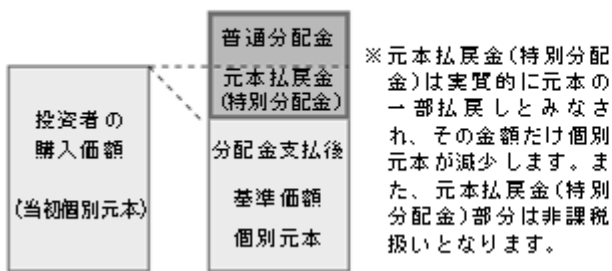 投資者の
購入価額
(当初個別元本)
普通分配金
元本払戻金
(特別分配金)
分配金支払後
基準価額
個別元本
※元本払戻金(特別分配
金)は実質的に元本の
一部払戻しとみなさ
れ、その金額だけ個別
元本が減少します。ま
た、元本払戻金(特別
分配金)部分は非課税
扱いとなります。